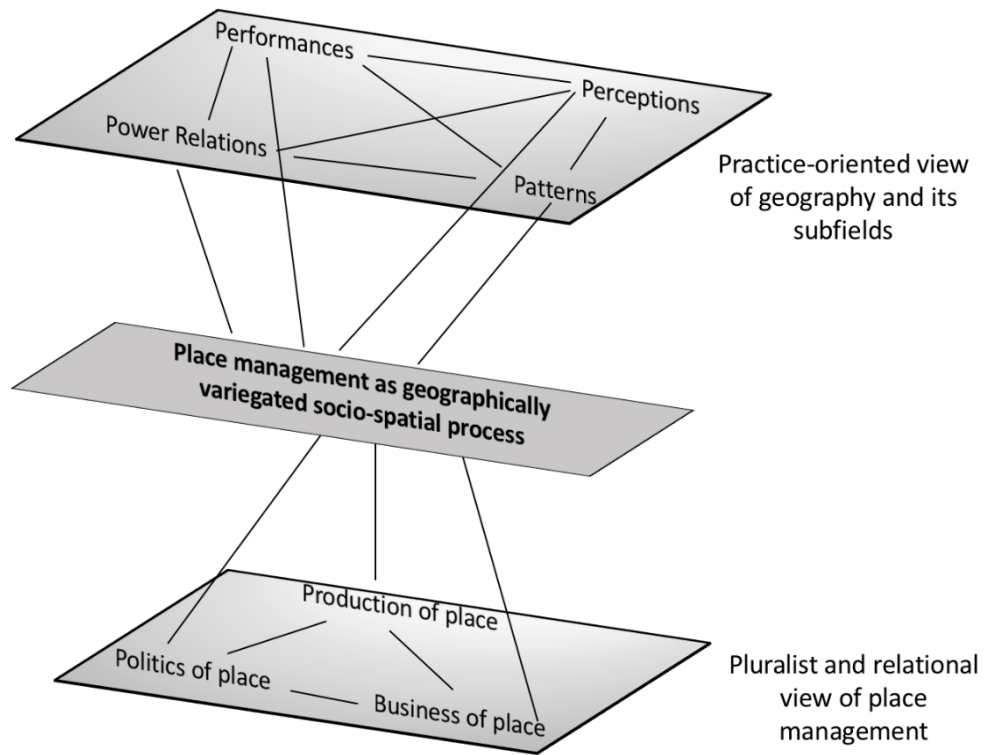 Performances
Perceptions
Power Relations
Patterns
Practice-oriented view
of geography and its
subfields
Place management as geographically
variegated socio-spatial process
Production of place
Politics of place
Business of place
Pluralist and relational
view of place
management